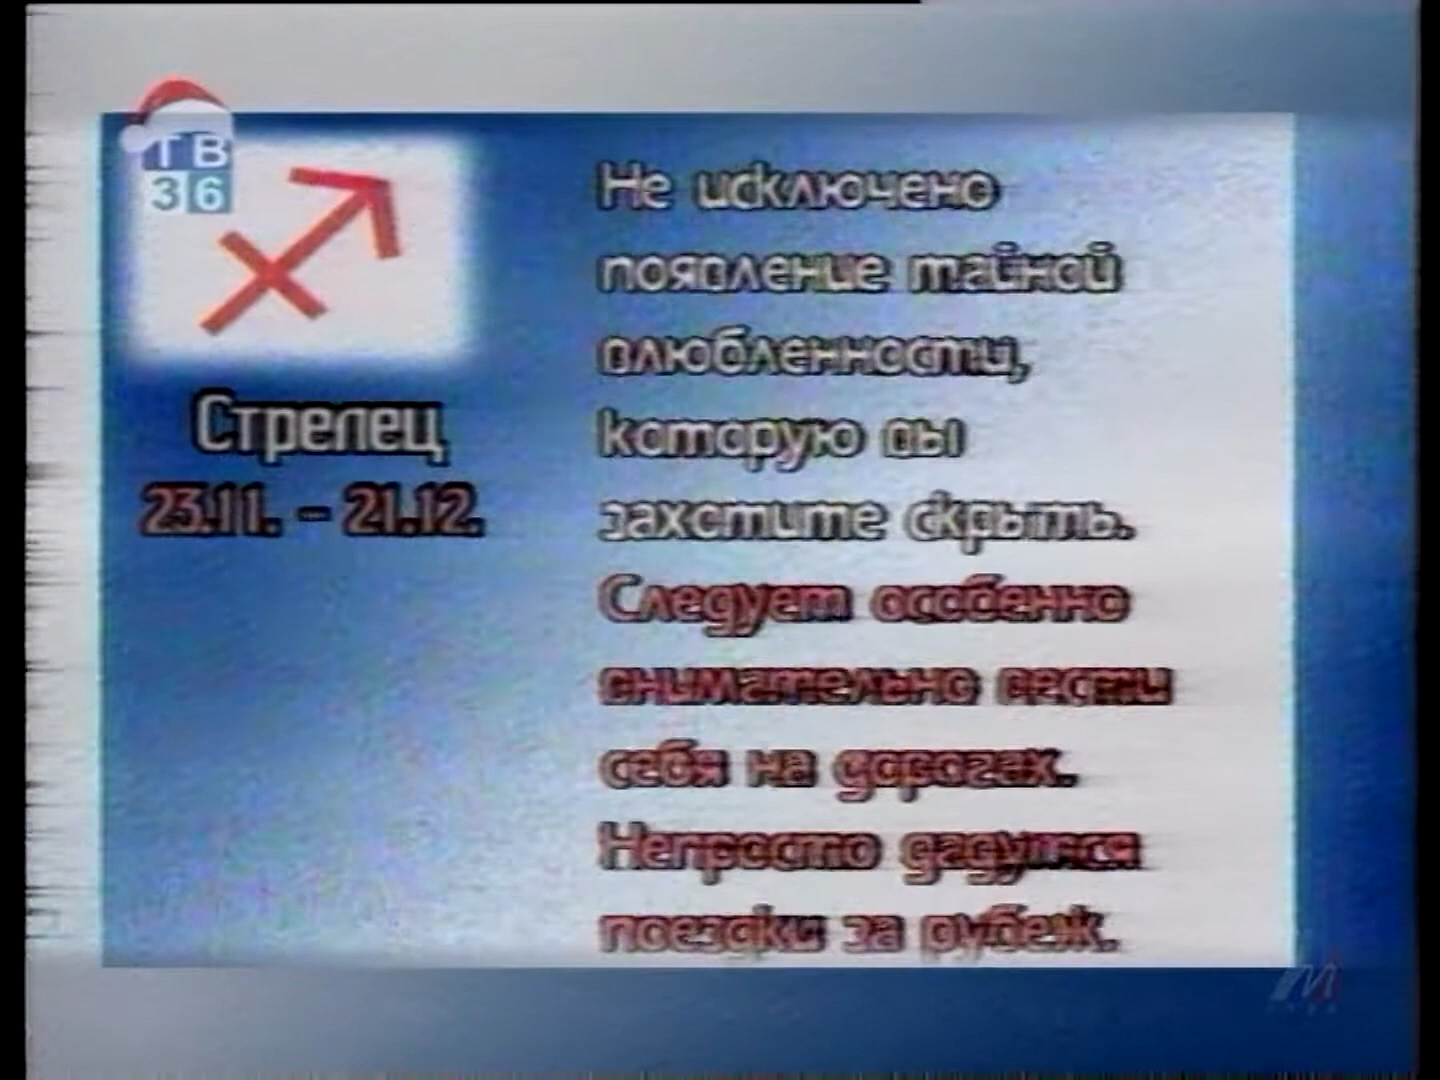 ТВ
36
Стрелец
23.11. - 21.12.
Не исключено
появление тайной
влюбленности,
которую вы
захотите скрыть.
Следует особенно
внимательно вести
себя на дорогах.
Непросто дадутся
поездки за рубеж.